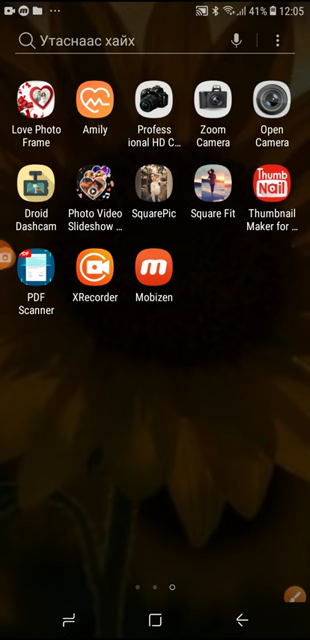 41% 12:05
Утаснаас хайх
Love Photo
Frame
Amily
Profess
ional HD C...
Zoom
Camera
Open
Camera
Droid
Dashcam
Photo Video
Slideshow ...
SquarePic
Square Fit
Thumb
Nail
Thumbnail
Maker for ...
PDF
PDF
Scanner
XRecorder
Mobizen